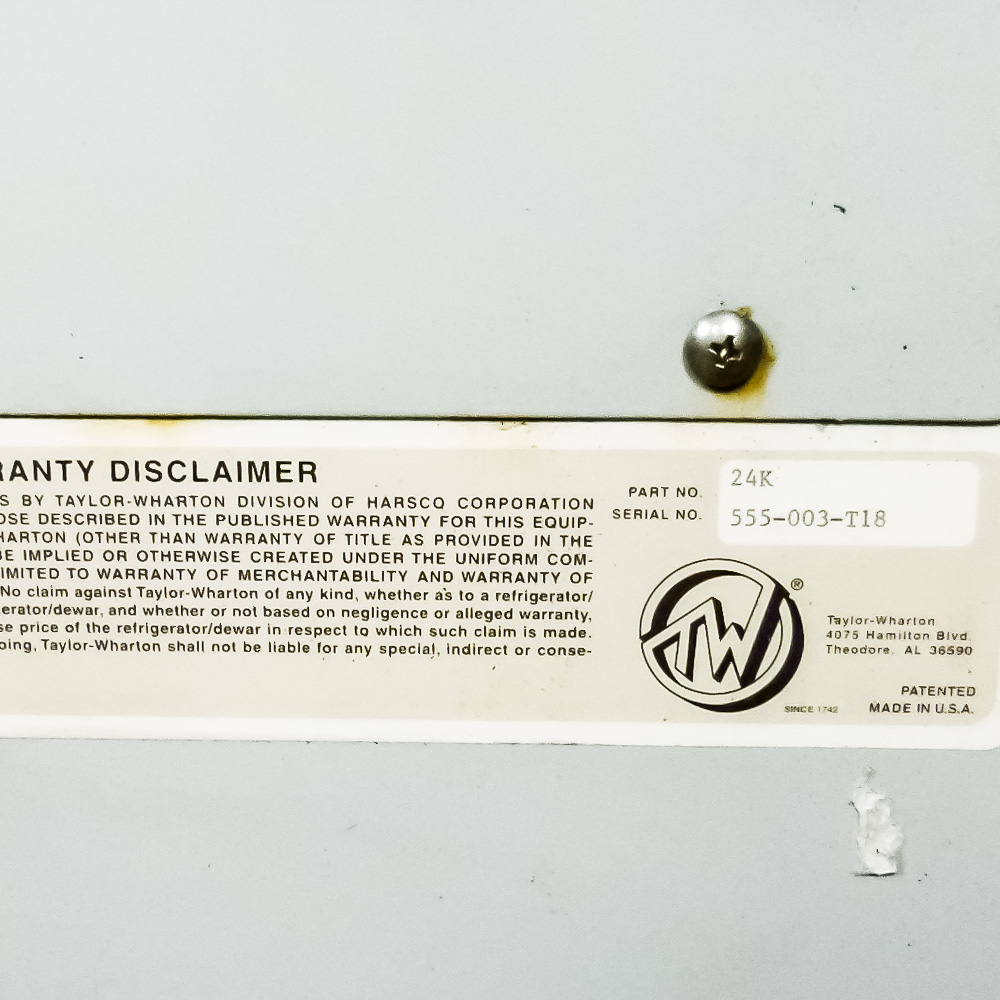 RANTY DISCLAIMER
S BY TAYLOR-WHARTON DIVISION OF HARSCO CORPORATION
OSE DESCRIBED IN THE PUBLISHED WARRANTY FOR THIS EQUIP-
HARTON (OTHER THAN WARRANTY OF TITLE AS PROVIDED IN THE
BE IMPLIED OR OTHERWISE CREATED UNDER THE UNIFORM COM-
IMITED TO WARRANTY OF MERCHANTABILITY AND WARRANTY OF
No claim against Taylor-Wharton of any kind, whether as to a refrigerator/
erator/dewar, and whether or not based on negligence or alleged warranty,
se price of the refrigerator/dewar in respect to which such claim is made.
oing, Taylor-Wharton shall not be liable for any special, indirect or conse-
PART NO. 24K
SERIAL NO. 555-003-T18
TW ®
SINCE 1742
Taylor-Wharton
4075 Hamilton Blvd.
Theodore, AL 36590
PATENTED
MADE IN U.S.A.